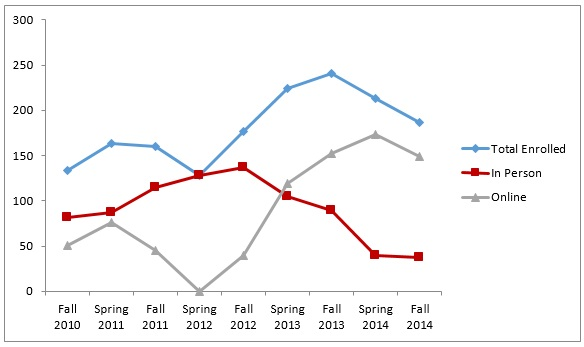 300
250
200
150
100
50
0
Fall Spring Fall Spring Fall Spring Fall Spring Fall
2010 2011 2011 2012 2012 2013 2013 2014 2014
Total Enrolled
In Person
Online